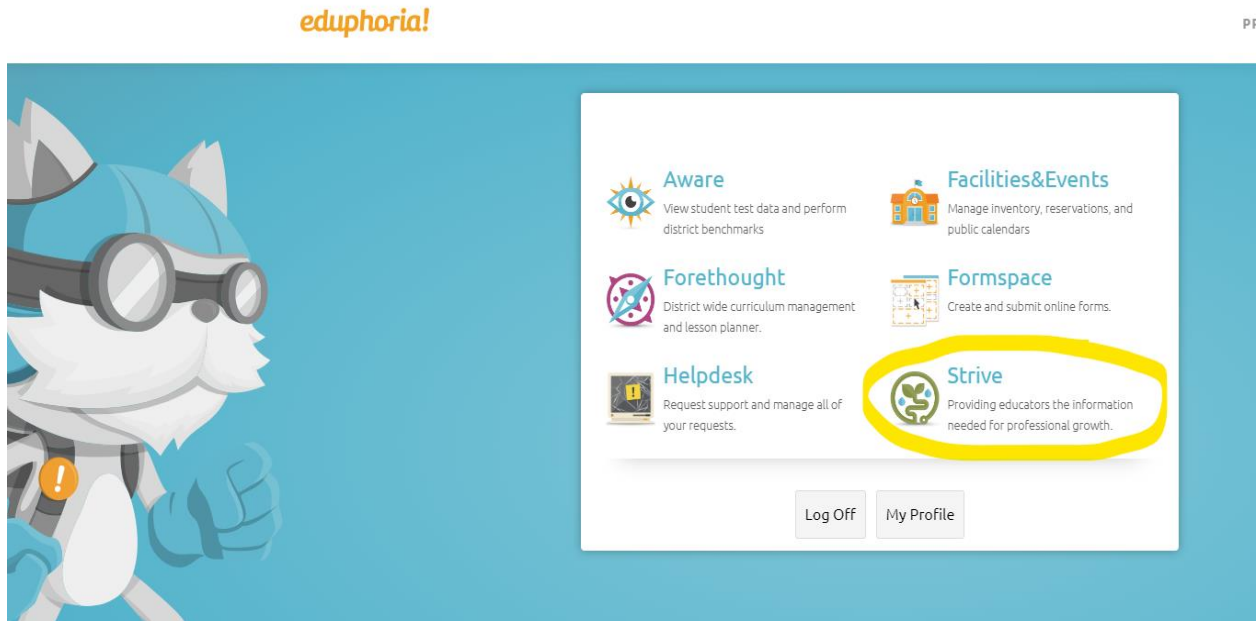 eduphoria!
Aware
View student test data and perform
district benchmarks
Facilities&Events
Manage inventory, reservations, and
public calendars
Forethought
District wide curriculum management
and lesson planner.
Formspace
Create and submit online forms.
Helpdesk
Request support and manage all of
your requests.
Strive
Providing educators the information
needed for professional growth.
Log Off
My Profile